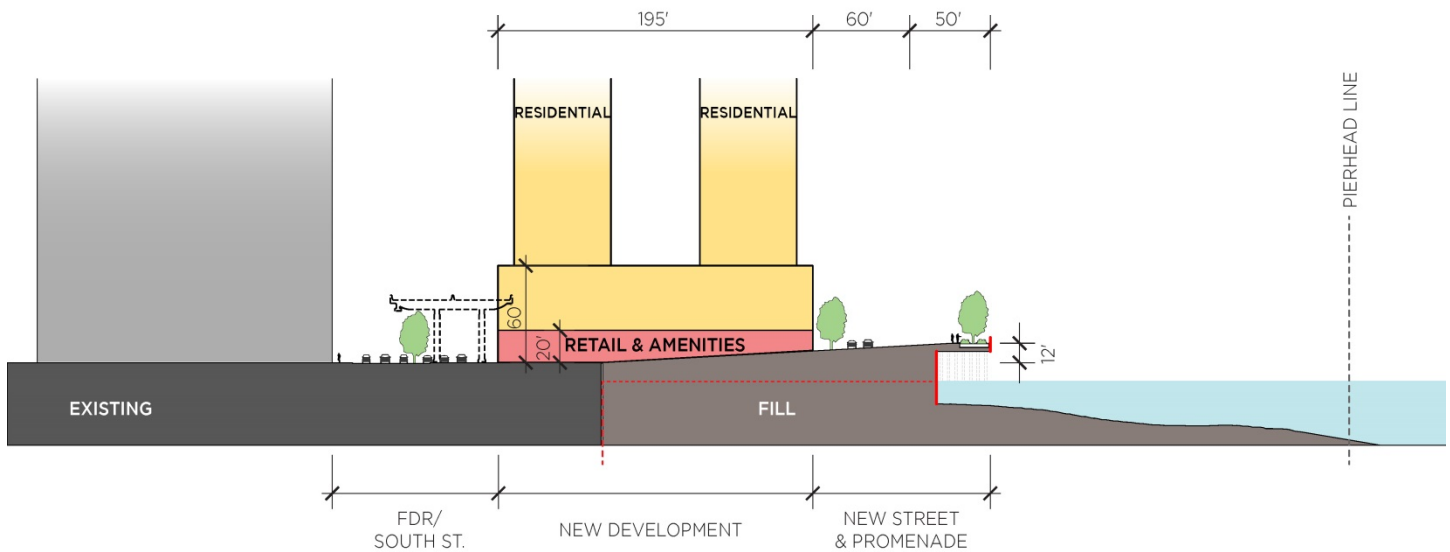 195'
60'
50'
RESIDENTIAL
RESIDENTIAL
PIERHEAD LINE
60'
20'
RETAIL & AMENITIES
12'
EXISTING
FILL
FDR/
SOUTH ST.
NEW DEVELOPMENT
NEW STREET
& PROMENADE